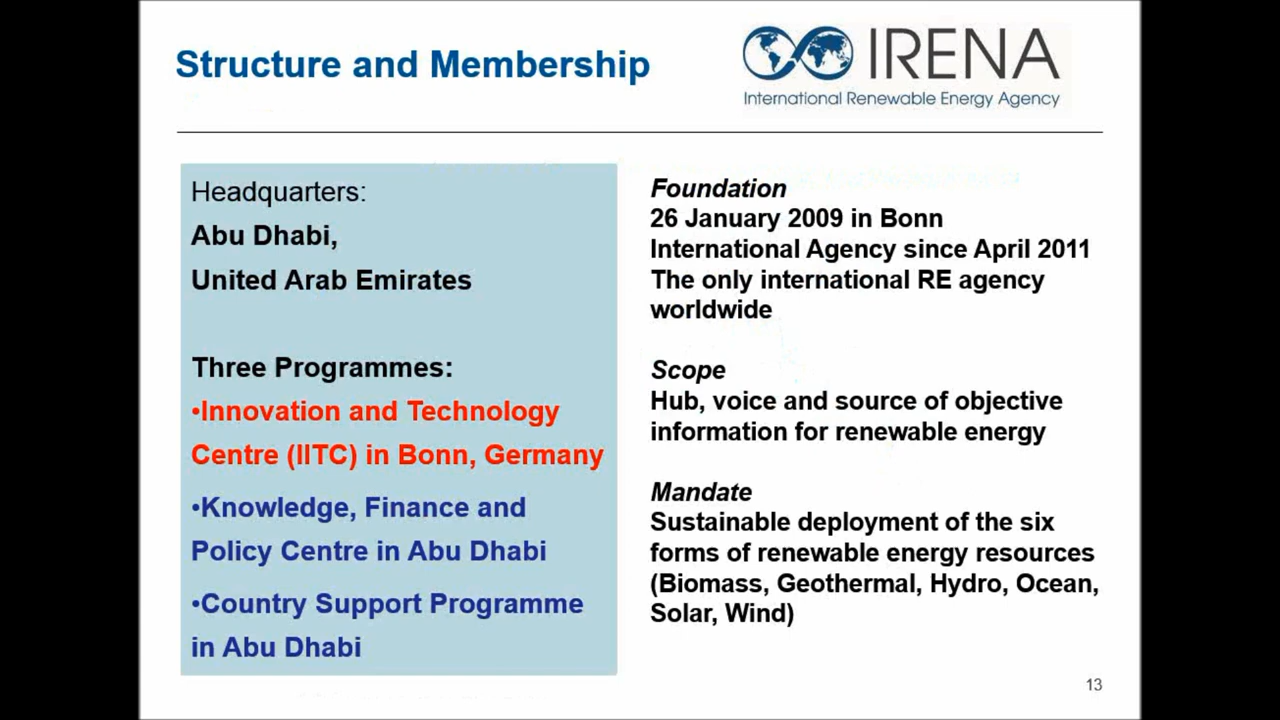 Structure and Membership
IRENA
International Renewable Energy Agency
Headquarters:
Abu Dhabi,
United Arab Emirates
Three Programmes:
•Innovation and Technology
Centre (IITC) in Bonn, Germany
•Knowledge, Finance and
Policy Centre in Abu Dhabi
•Country Support Programme
in Abu Dhabi
Foundation
26 January 2009 in Bonn
International Agency since April 2011
The only international RE agency
worldwide
Scope
Hub, voice and source of objective
information for renewable energy
Mandate
Sustainable deployment of the six
forms of renewable energy resources
(Biomass, Geothermal, Hydro, Ocean,
Solar, Wind)
13